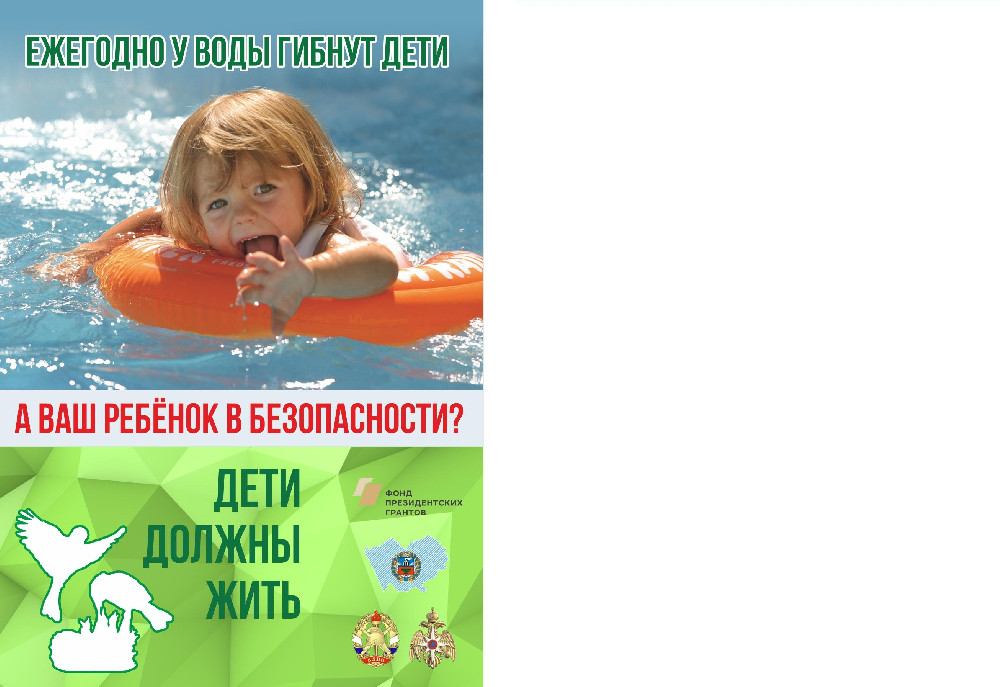 ЕЖЕГОДНО У ВОДЫ ГИБНУТ ДЕТИ
А ВАШ РЕБЁНОК В БЕЗОПАСНОСТИ?
ДЕТИ
ДОЛЖНЫ
ЖИТЬ
ФОНД
ПРЕЗИДЕНТСКИХ
ГРАНТОВ